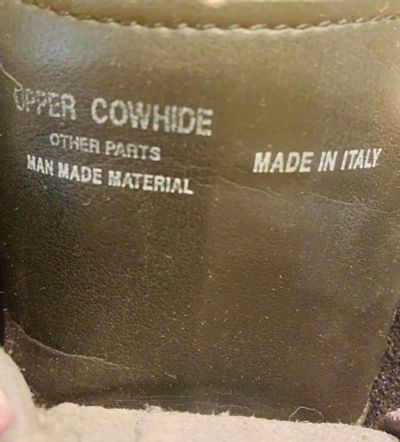 UPPER COWHIDE
OTHER PARTS
MAN MADE MATERIAL
MADE IN ITALY